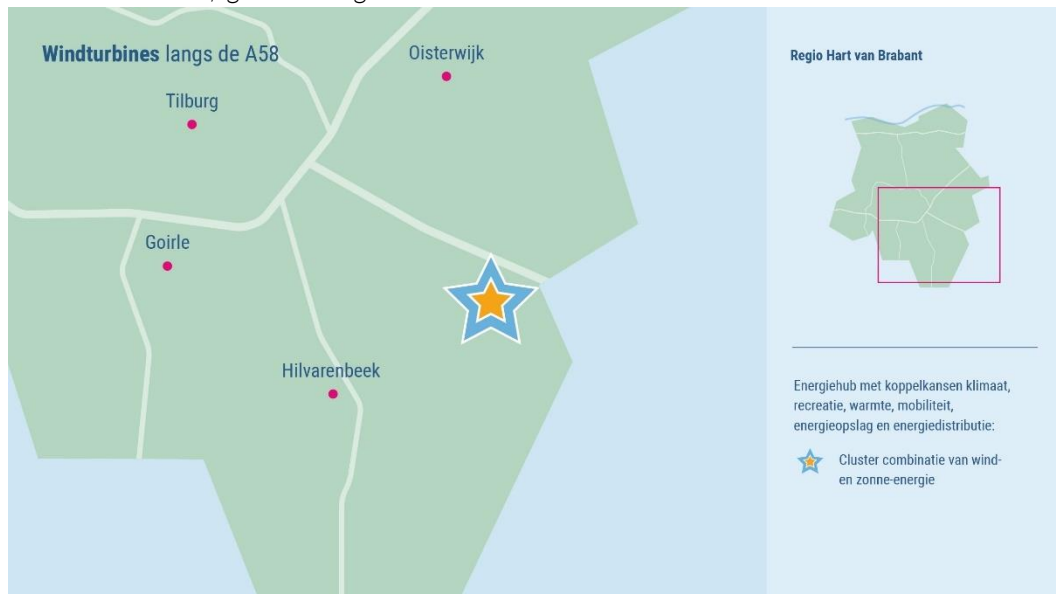 Windturbines langs de A58
Oisterwijk
Tilburg
Goirle
Hilvarenbeek
Regio Hart van Brabant
Energiehub met koppelkansen klimaat,
recreatie, warmte, mobiliteit,
energieopslag en energiedistributie:
Cluster combinatie van wind-
en zonne-energie